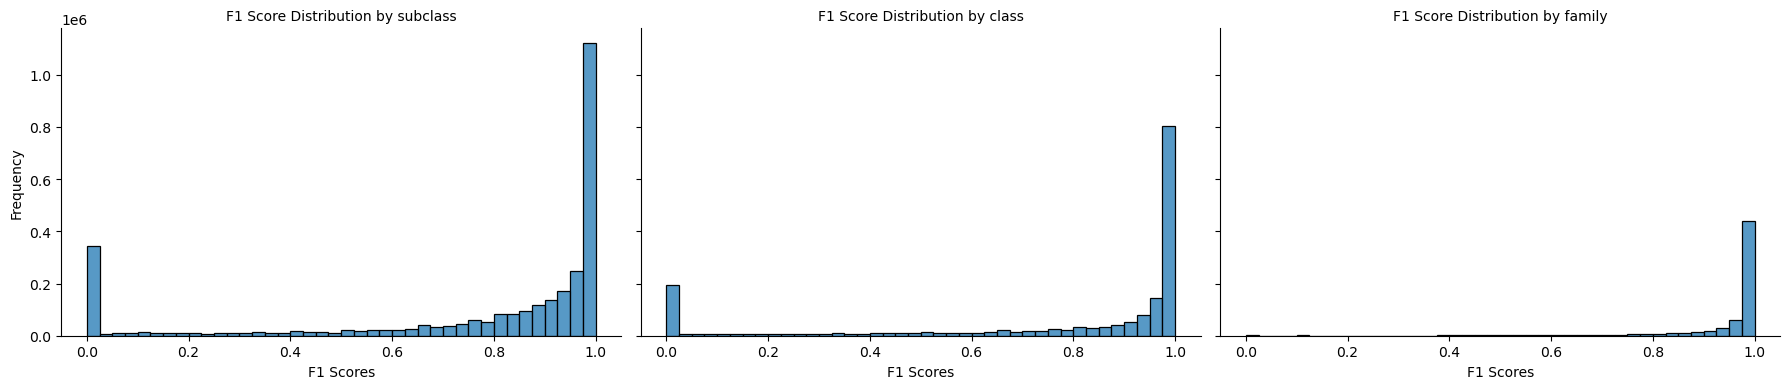 F1 Score Distribution by subclass
F1 Score Distribution by class
F1 Score Distribution by family
1e6
1.0
0.8
0.6
0.4
0.2
0.0
Frequency
0.0 0.2 0.4 0.6 0.8 1.0
0.0 0.2 0.4 0.6 0.8 1.0
0.0 0.2 0.4 0.6 0.8 1.0
F1 Scores
F1 Scores
F1 Scores